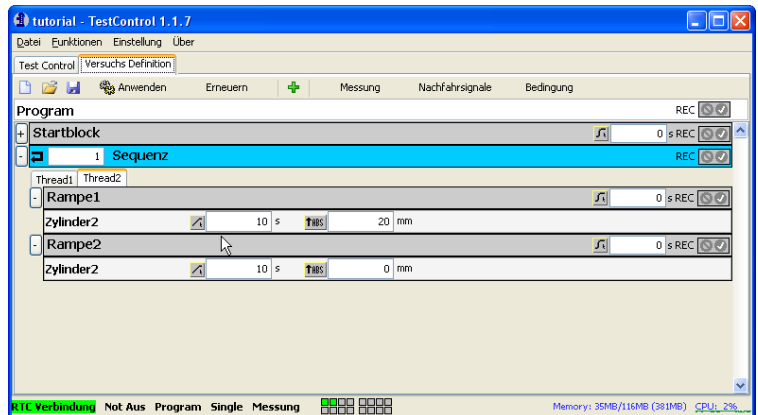 tutorial - TestControl 1.1.7
Datei Funktionen Einstellung Über
Test Control Versuchs Definition
Anwenden Erneuern Messung Nachfahrsignale Bedingung
Program REC
+ Startblock 0 s REC
- 1 Sequenz REC
Thread1 Thread2
- Rampe1 0 s REC
Zylinder2 10 s ABS 20 mm
- Rampe2 0 s REC
Zylinder2 10 s ABS 0 mm
RTC Verbindung Not Aus Program Single Messung Memory: 35MB/116MB (381MB) CPU: 2%